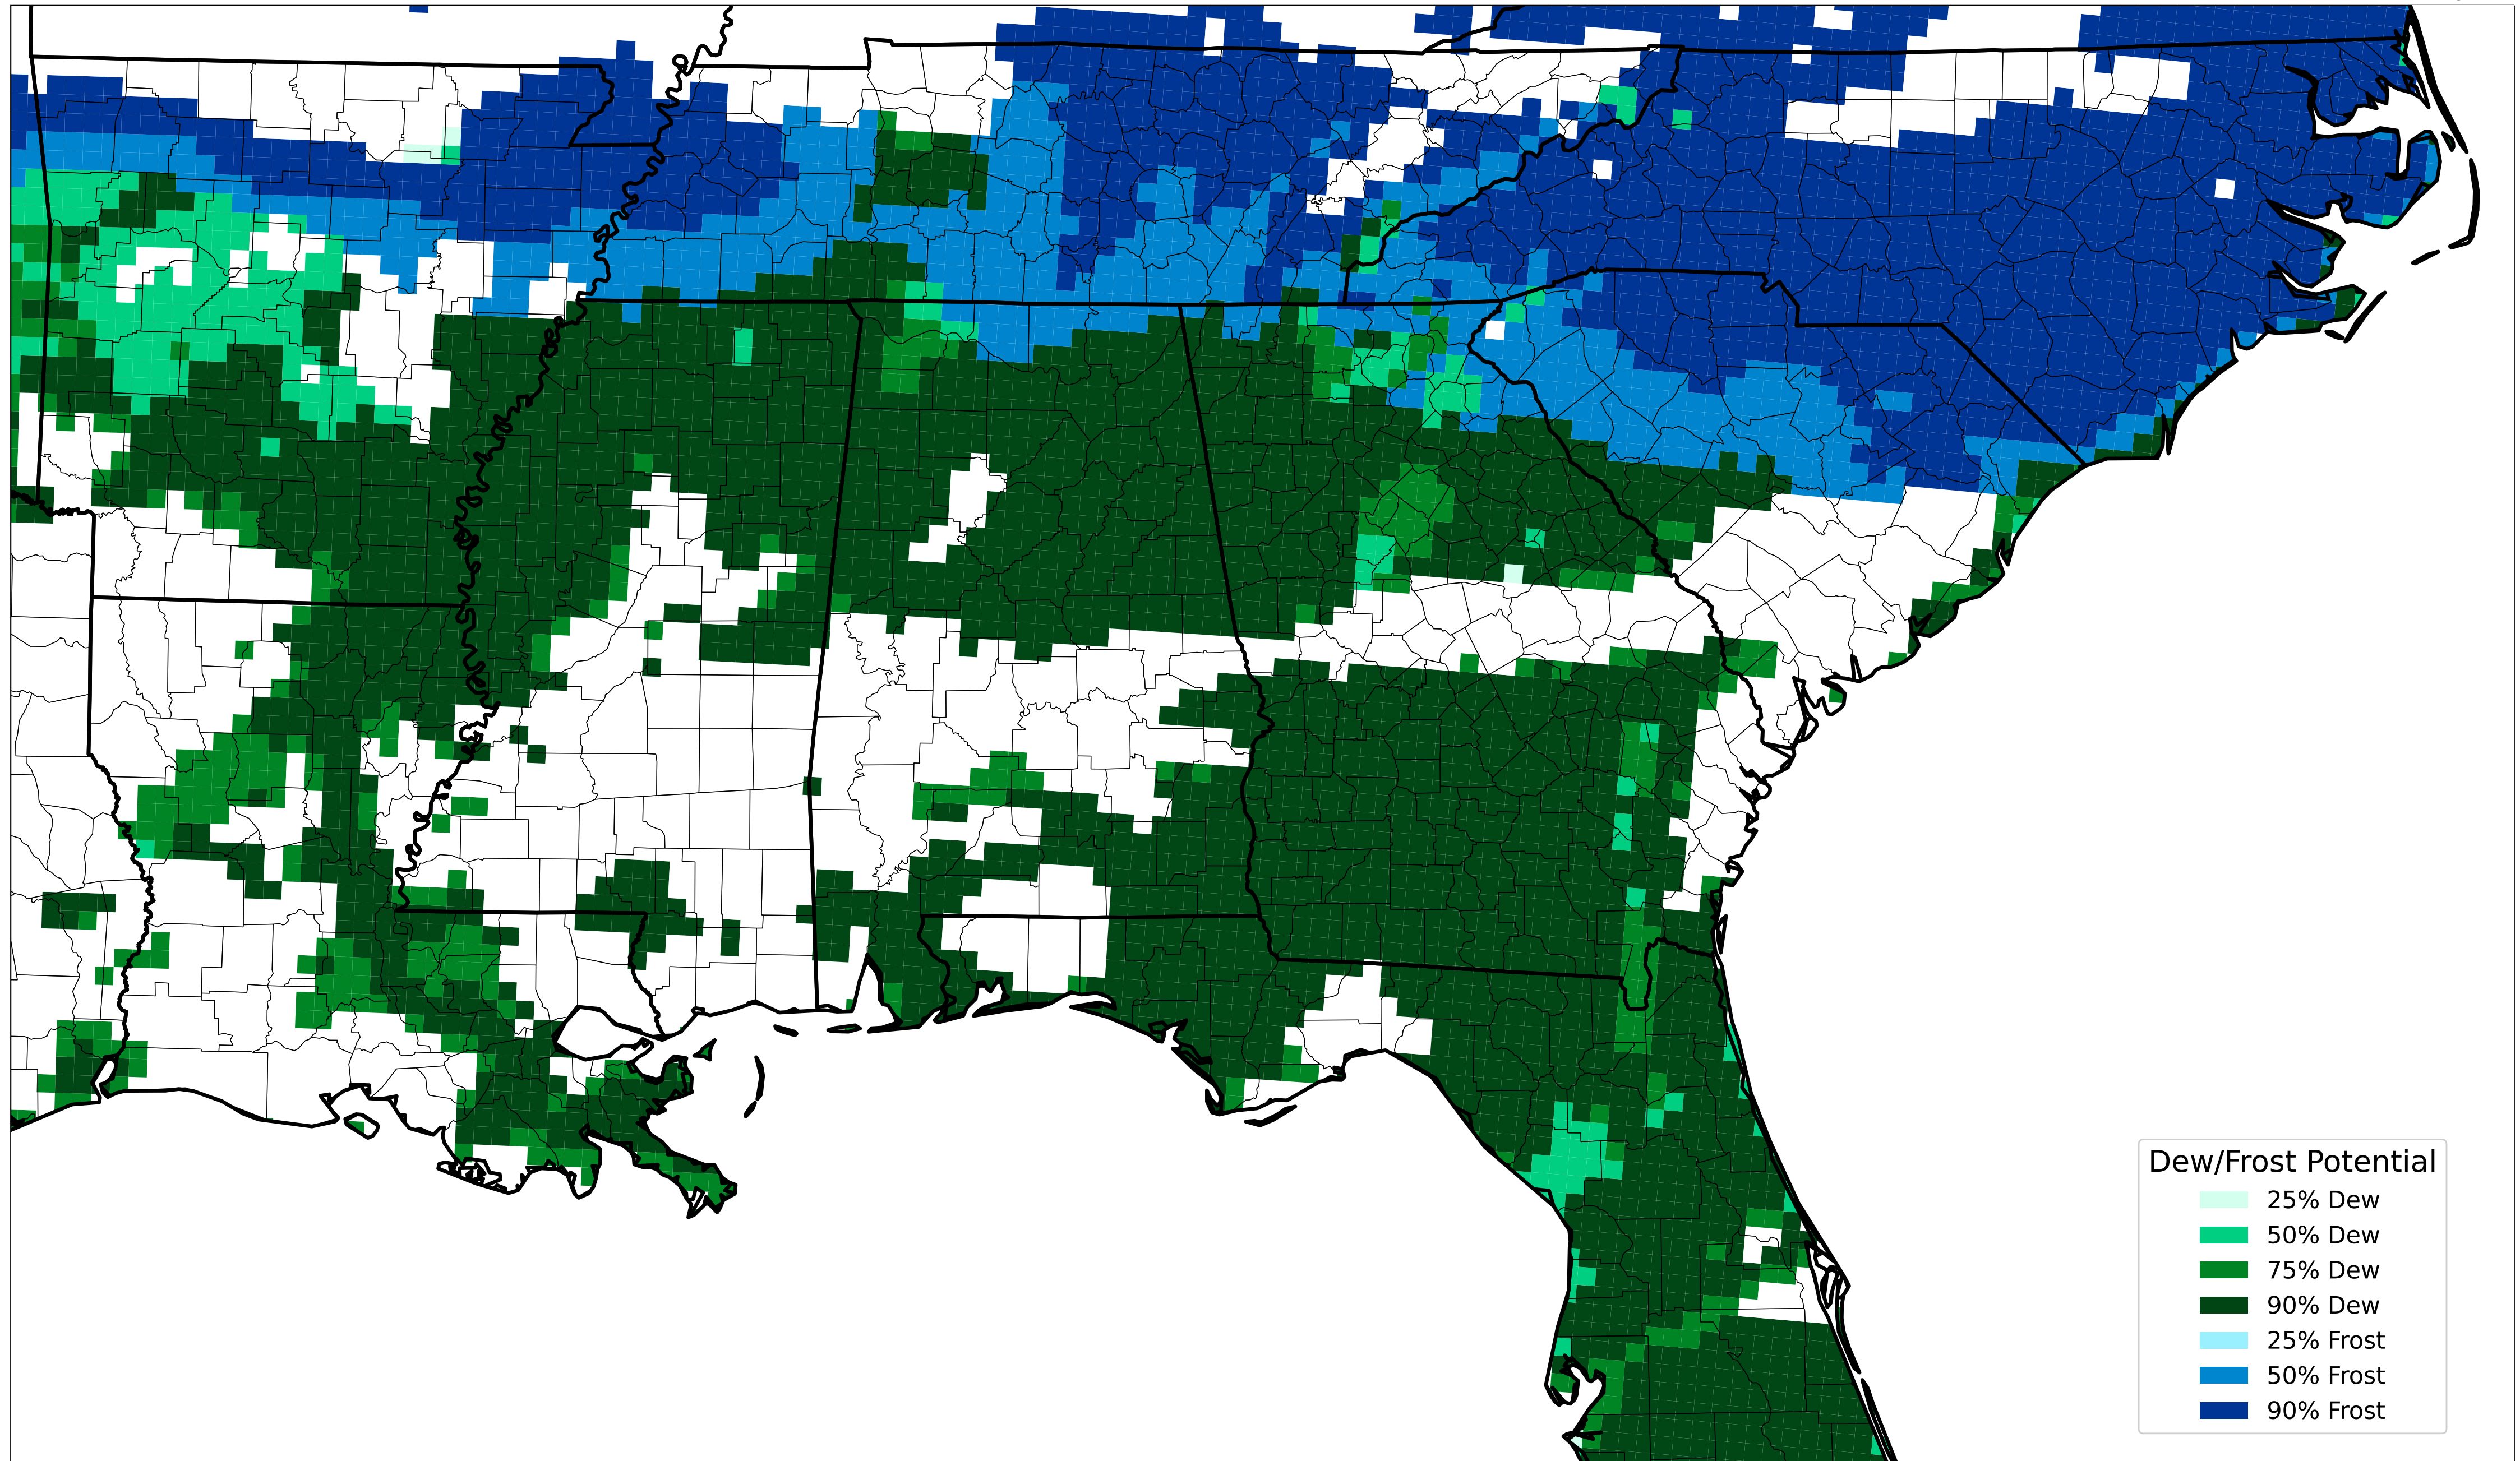 Dew/Frost Potential
25% Dew
50% Dew
75% Dew
90% Dew
25% Frost
50% Frost
90% Frost